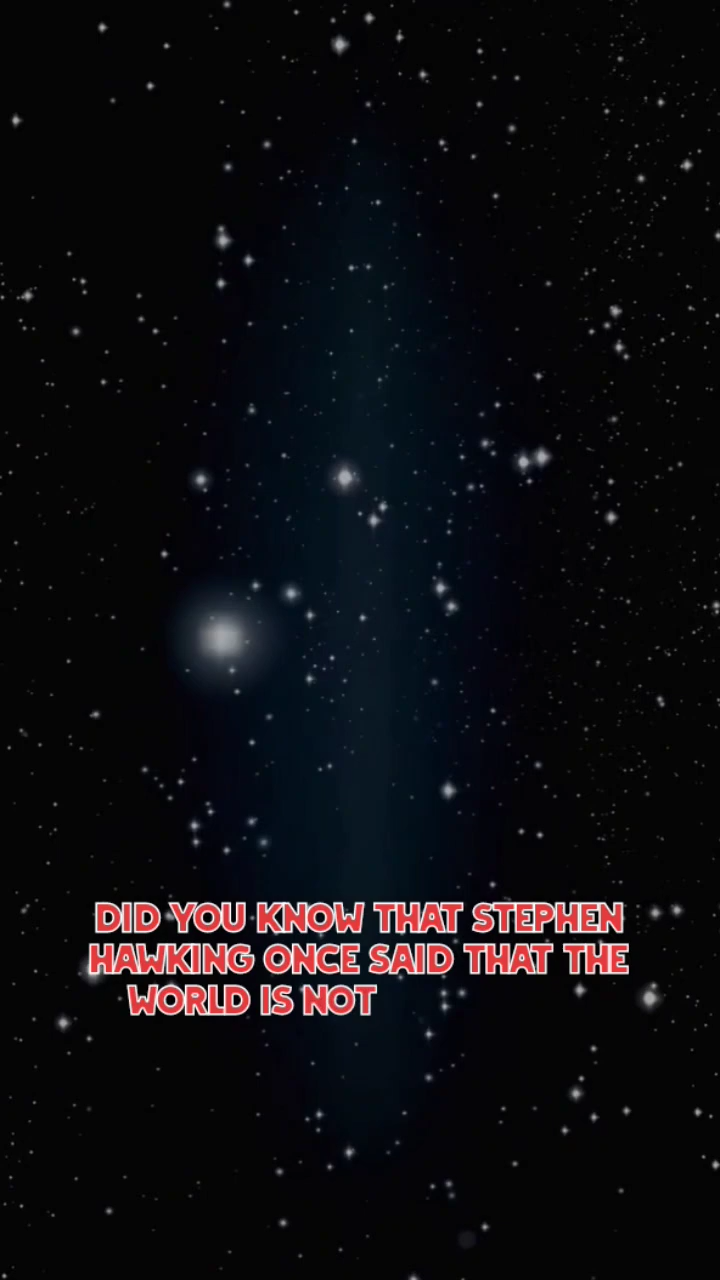 DID YOU KNOW THAT STEPHEN
HAWKING ONCE SAID THAT THE
WORLD IS NOT